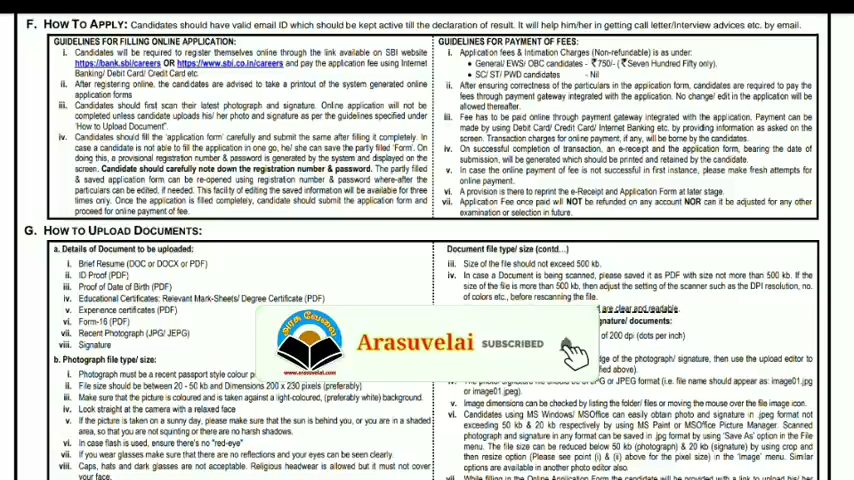 F. HOW TO APPLY: Candidates should have valid email ID which should be kept active till the declaration of result. It will help him/her in getting call letter/Interview advices etc. by email.
GUIDELINES FOR FILLING ONLINE APPLICATION:
i. Candidates will be required to register themselves online through the link available on SBI website
https://bank.sbi/careers OR https://www.sbi.co.in/careers and pay the application fee using Internet
Banking/ Debit Card/ Credit Card etc.
ii. After registering online, the candidates are advised to take a printout of the system generated online
application forms
iii. Candidates should first scan their latest photograph and signature. Online application will not be
completed unless candidate uploads his/ her photo and signature as per the guidelines specified under
'How to Upload Document".
iv. Candidates should fill the 'application form' carefully and submit the same after filling it completely. In
case a candidate is not able to fill the application in one go, he/ she can save the partly filled 'Form'. On
doing this, a provisional registration number & password is generated by the system and displayed on the
screen. Candidate should carefully note down the registration number & password. The partly filled
& saved application form can be re-opened using registration number & password where-after the
particulars can be edited, if needed. This facility of editing the saved information will be available for three
times only. Once the application is filled completely, candidate should submit the application form and
proceed for online payment of fee.
GUIDELINES FOR PAYMENT OF FEES:
i. Application fees & Intimation Charges (Non-refundable) is as under:
• General/ EWS/ OBC candidates - ₹750/- (₹Seven Hundred Fifty only).
• SC/ ST/ PWD candidates - Nil
ii. After ensuring correctness of the particulars in the application form, candidates are required to pay the
fees through payment gateway integrated with the application. No change/ edit in the application will be
allowed thereafter.
iii. Fee has to be paid online through payment gateway integrated with the application. Payment can be
made by using Debit Card/ Credit Card/ Internet Banking etc. by providing information as asked on the
screen. Transaction charges for online payment, if any, will be borne by the candidates.
iv. On successful completion of transaction, an e-receipt and the application form, bearing the date of
submission, will be generated which should be printed and retained by the candidate.
v. In case the online payment of fee is not successful in first instance, please make fresh attempts for
online payment.
vi. A provision is there to reprint the e-Receipt and Application Form at later stage.
vii. Application Fee once paid will NOT be refunded on any account NOR can it be adjusted for any other
examination or selection in future.
G. HOW TO UPLOAD DOCUMENTS:
a. Details of Document to be uploaded:
i. Brief Resume (DOC or DOCX or PDF)
ii. ID Proof (PDF)
iii. Proof of Date of Birth (PDF)
iv. Educational Certificates: Relevant Mark-Sheets/ Degree Certificate (PDF)
v. Experience certificates (PDF)
vi. Form-16 (PDF)
vii. Recent Photograph (JPG/ JEPG)
viii. Signature
b. Photograph file type/ size:
i. Photograph must be a recent passport style colour
ii. File size should be between 20 - 50 kb and Dimensions 200 x 230 pixels (preferably)
iii. Make sure that the picture is coloured and is taken against a light-coloured, (preferably white) background.
iv. Look straight at the camera with a relaxed face
v. If the picture is taken on a sunny day, please make sure that the sun is behind you, or you are in a shaded
area, so that you are not squinting or there are no harsh shadows.
vi. In case flash is used, ensure there's no "red-eye"
vii. If you wear glasses make sure that there are no reflections and your eyes can be seen clearly.
viii. Caps, hats and dark glasses are not acceptable. Religious headwear is allowed but it must not cover
your face.
Document file type/ size (contd...)
iii. Size of the file should not exceed 500 kb.
iv. In case a Document is being scanned, please saved it as PDF with size not more than 500 kb. If the
size of the file is more than 500 kb, then adjust the setting of the scanner such as the DPI resolution, no.
of colors etc., before rescanning the file.
are clear and readable.
signature/ documents:
of 200 dpi (dots per inch)
edge of the photograph/ signature, then use the upload editor to
above).
or JPEG format (i.e. file name should appear as: image01.jpg
or image01.jpeg).
v. Image dimensions can be checked by listing the folder/ files or moving the mouse over the file image icon.
vi. Candidates using MS Windows/ MSOffice can easily obtain photo and signature in .jpeg format not
exceeding 50 kb & 20 kb respectively by using MS Paint or MSOffice Picture Manager. Scanned
photograph and signature in any format can be saved in .jpg format by using 'Save As' option in the File
menu. The file size can be reduced below 50 kb (photograph) & 20 kb (signature) by using crop and
then resize option (Please see point (i) & (ii) above for the pixel size) in the 'Image' menu. Similar
options are available in another photo editor also.
அரசு வேலை
www.arasuvelai.com
Arasuvelai SUBSCRIBED